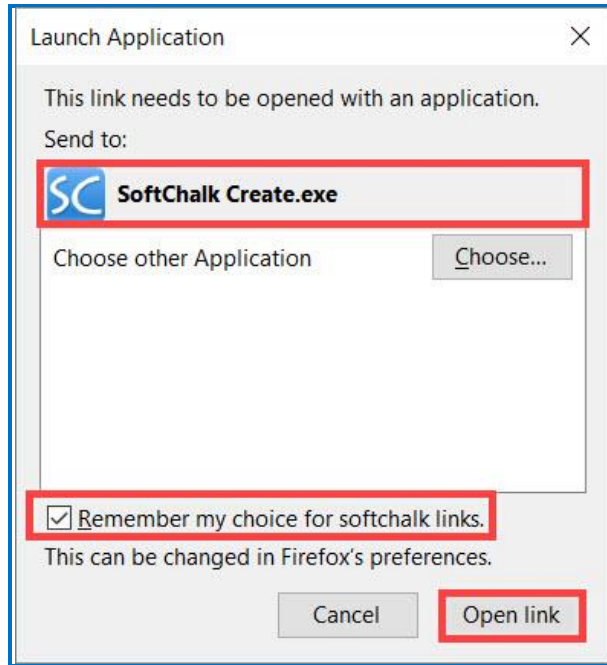 Launch Application
This link needs to be opened with an application.
Send to:
SC SoftChalk Create.exe
Choose other Application Choose...
Remember my choice for softchalk links.
This can be changed in Firefox's preferences.
Cancel Open link